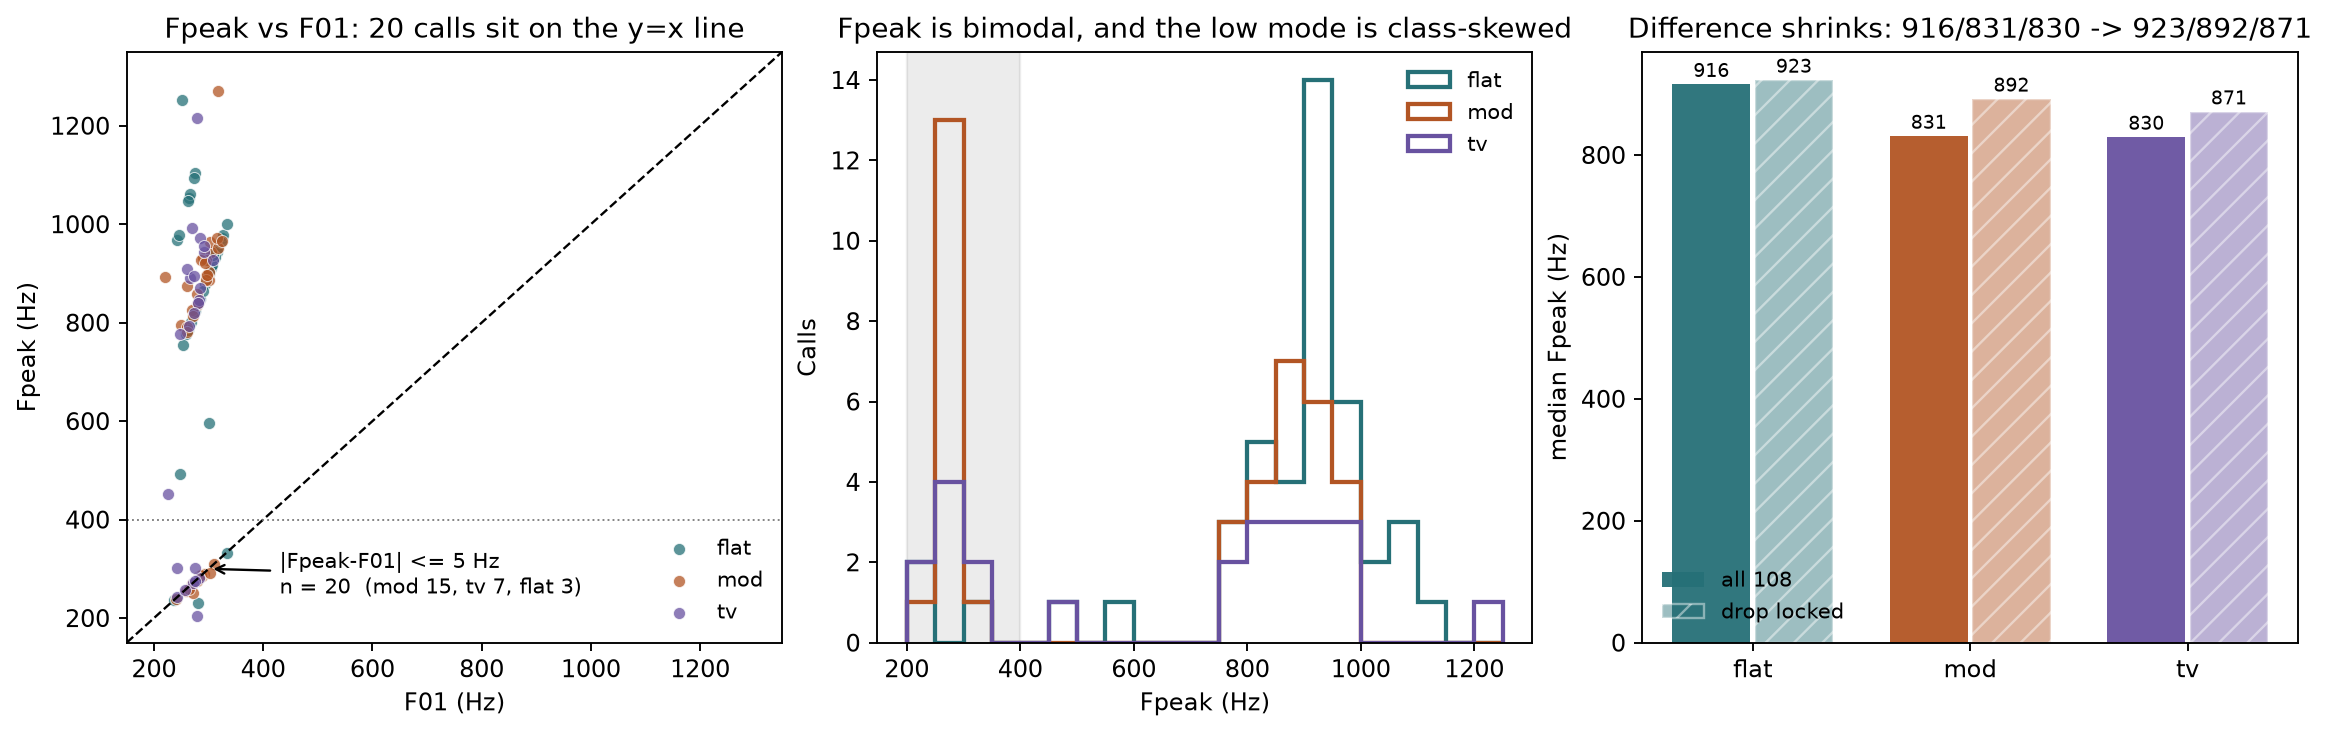 Fpeak vs F01: 20 calls sit on the y=x line
Fpeak (Hz)
1200
1000
800
600
400
200
|Fpeak-F01| <= 5 Hz
n = 20  (mod 15, tv 7, flat 3)
flat
mod
tv
200 400 600 800 1000 1200
F01 (Hz)
Fpeak is bimodal, and the low mode is class-skewed
Calls
14
12
10
8
6
4
2
0
flat
mod
tv
200 400 600 800 1000 1200
Fpeak (Hz)
Difference shrinks: 916/831/830 -> 923/892/871
median Fpeak (Hz)
800
600
400
200
0
916 923
831 892
830 871
all 108
drop locked
flat mod tv